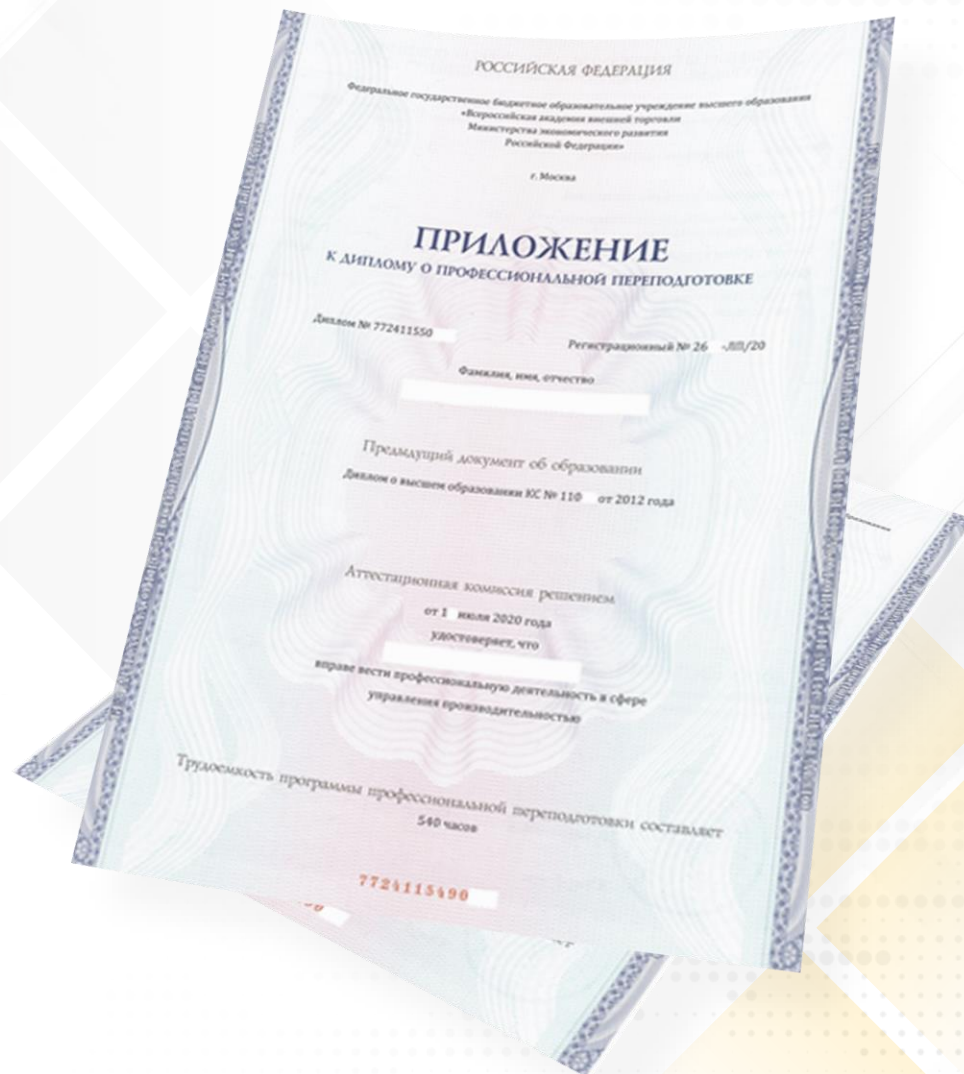 РОССИЙСКАЯ ФЕДЕРАЦИЯ
Федеральное государственное бюджетное образовательное учреждение высшего образования
«Всероссийская академия внешней торговли
Министерства экономического развития
Российской Федерации»
г. Москва
ПРИЛОЖЕНИЕ
К ДИПЛОМУ О ПРОФЕССИОНАЛЬНОЙ ПЕРЕПОДГОТОВКЕ
Диплом № 772411550
Регистрационный № 26 -ЛП/20
Фамилия, имя, отчество
Предыдущий документ об образовании
Диплом о высшем образовании КС № 110 от 2012 года
Аттестационная комиссия решением
от 1 июля 2020 года
удостоверяет, что
вправе вести профессиональную деятельность в сфере
управления производительностью
Трудоемкость программы профессиональной переподготовки составляет
540 часов
7724115490